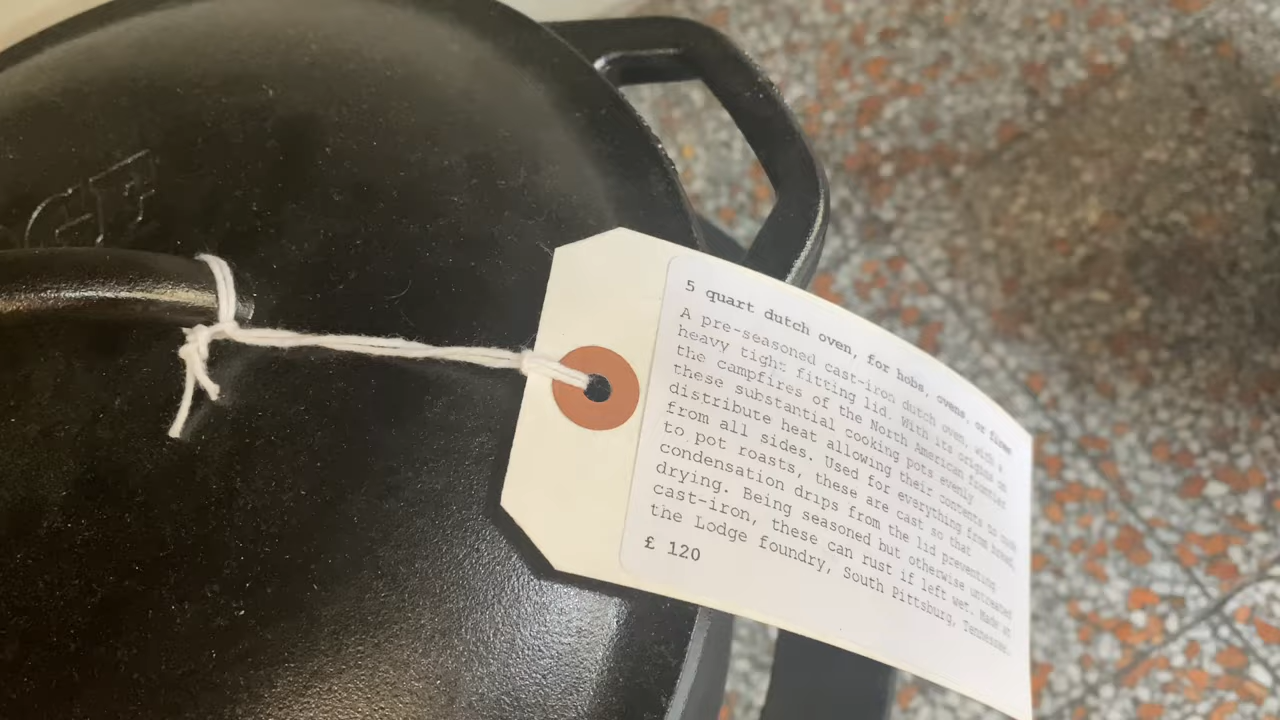 5 quart dutch oven, for hobs, ovens, or fires
A pre-seasoned cast-iron dutch oven, with a
heavy tight fitting lid. With its origins on
the campfires of the North American frontier
these substantial cooking pots evenly
distribute heat allowing their contents to cook
from all sides. Used for everything from bread,
to pot roasts, these are cast so that
condensation drips from the lid preventing
drying. Being seasoned but otherwise untreated
cast-iron, these can rust if left wet. Made at
the Lodge foundry, South Pittsburg, Tennessee.
£ 120